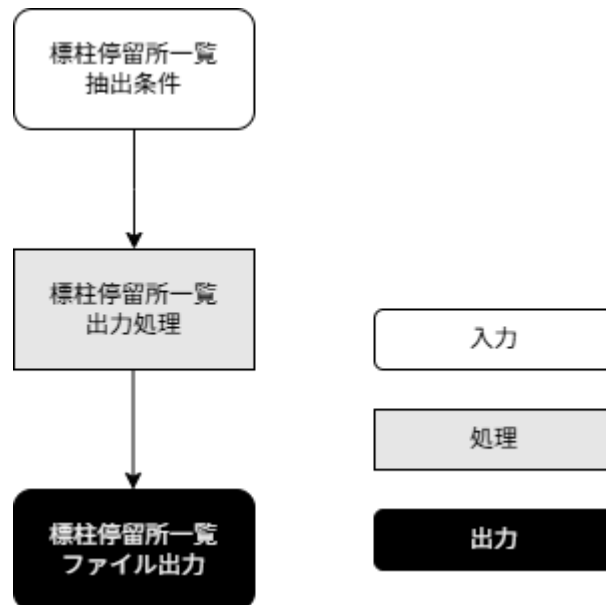 標柱停留所一覧
抽出条件
標柱停留所一覧
出力処理
標柱停留所一覧
ファイル出力
入力
処理
出力